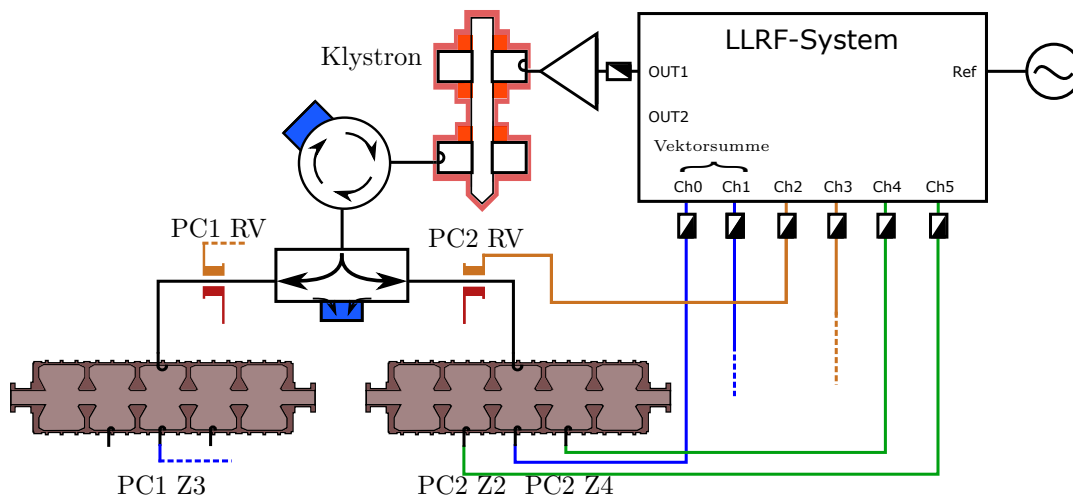 LLRF-System
Klystron
OUT1
Ref
OUT2
Vektorsumme
Ch0 Ch1 Ch2 Ch3 Ch4 Ch5
PC1 RV
PC2 RV
PC1 Z3
PC2 Z2 PC2 Z4